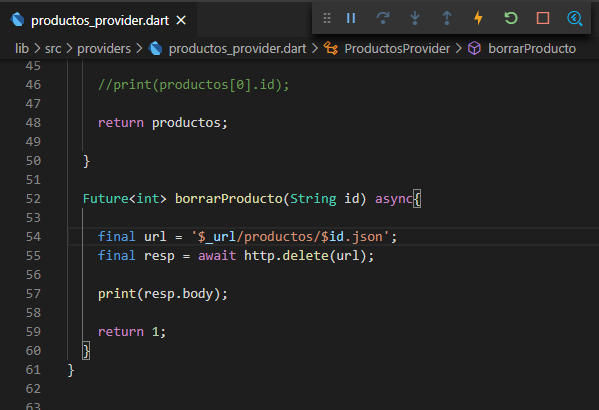 productos_provider.dart
lib > src > providers > productos_provider.dart > ProductosProvider > borrarProducto
45
46 //print(productos[0].id);
47
48 return productos;
49
50 }
51
52 Future<int> borrarProducto(String id) async{
53
54 final url = '$_url/productos/$id.json';
55 final resp = await http.delete(url);
56
57 print(resp.body);
58
59 return 1;
60 }
61 }
62
63